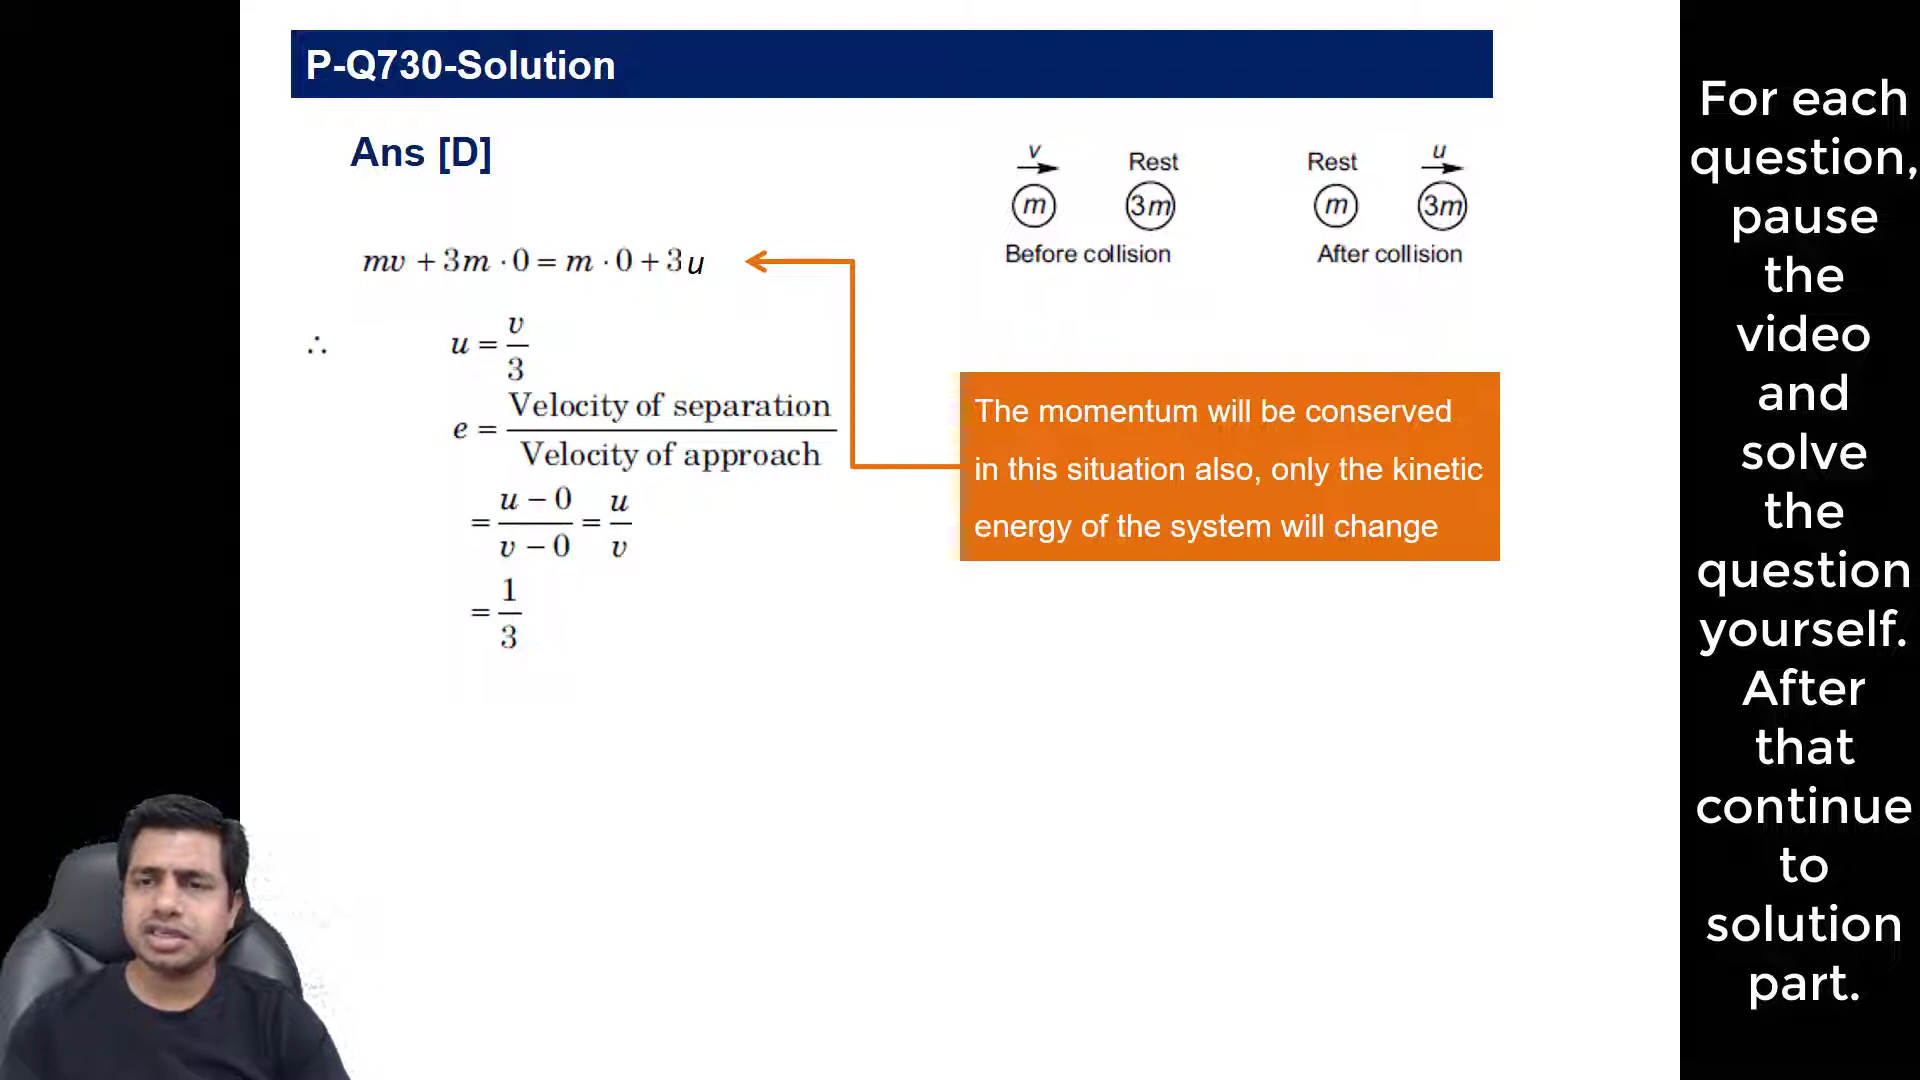 P-Q730-Solution
Ans [D]
v
Rest
Rest
u
m
3m
m
3m
Before collision
After collision
mv + 3m · 0 = m · 0 + 3u
∴ u = v/3
e = Velocity of separation / Velocity of approach
= u − 0 / v − 0 = u / v
= 1/3
The momentum will be conserved
in this situation also, only the kinetic
energy of the system will change
For each
question,
pause
the
video
and
solve
the
question
yourself.
After
that
continue
to
solution
part.